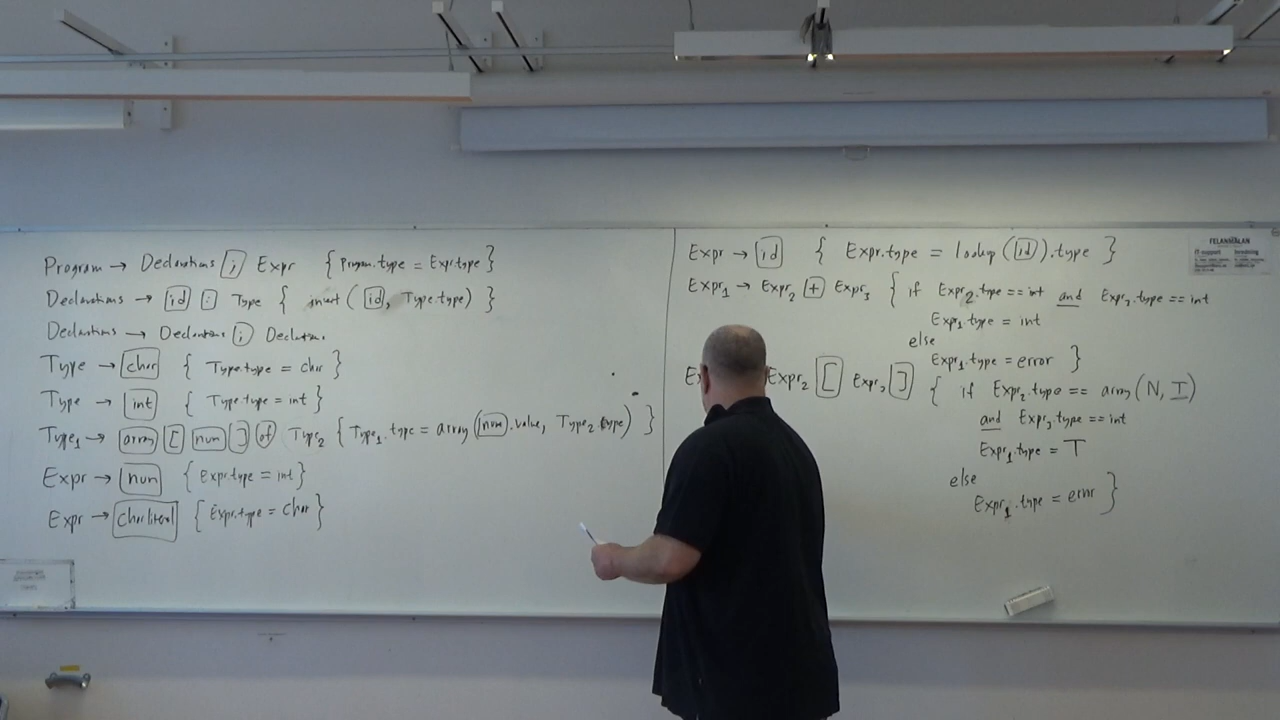 Program → Declarations ; Expr { Program.type = Expr.type }
Declarations → id : Type { insert ( id , Type.type) }
Declarations → Declarations ; Declarations
Type → char { Type.type = char }
Type → int { Type.type = int }
Type₁ → array [ num ] of Type₂ { Type₁.type = array ( num .value, Type₂.type) }
Expr → num { Expr.type = int }
Expr → charliteral { Expr.type = char }
Expr → id { Expr.type = lookup ( id ).type }
Expr₁ → Expr₂ + Expr₃ { if Expr₂.type == int and Expr₃.type == int
Expr₁.type = int
else
Expr₁.type = error }
Expr₂ [ Expr₃ ] { if Expr₂.type == array (N, T)
and Expr₃.type == int
Expr₁.type = T
else
Expr₁.type = error }
FELANMÄLAN